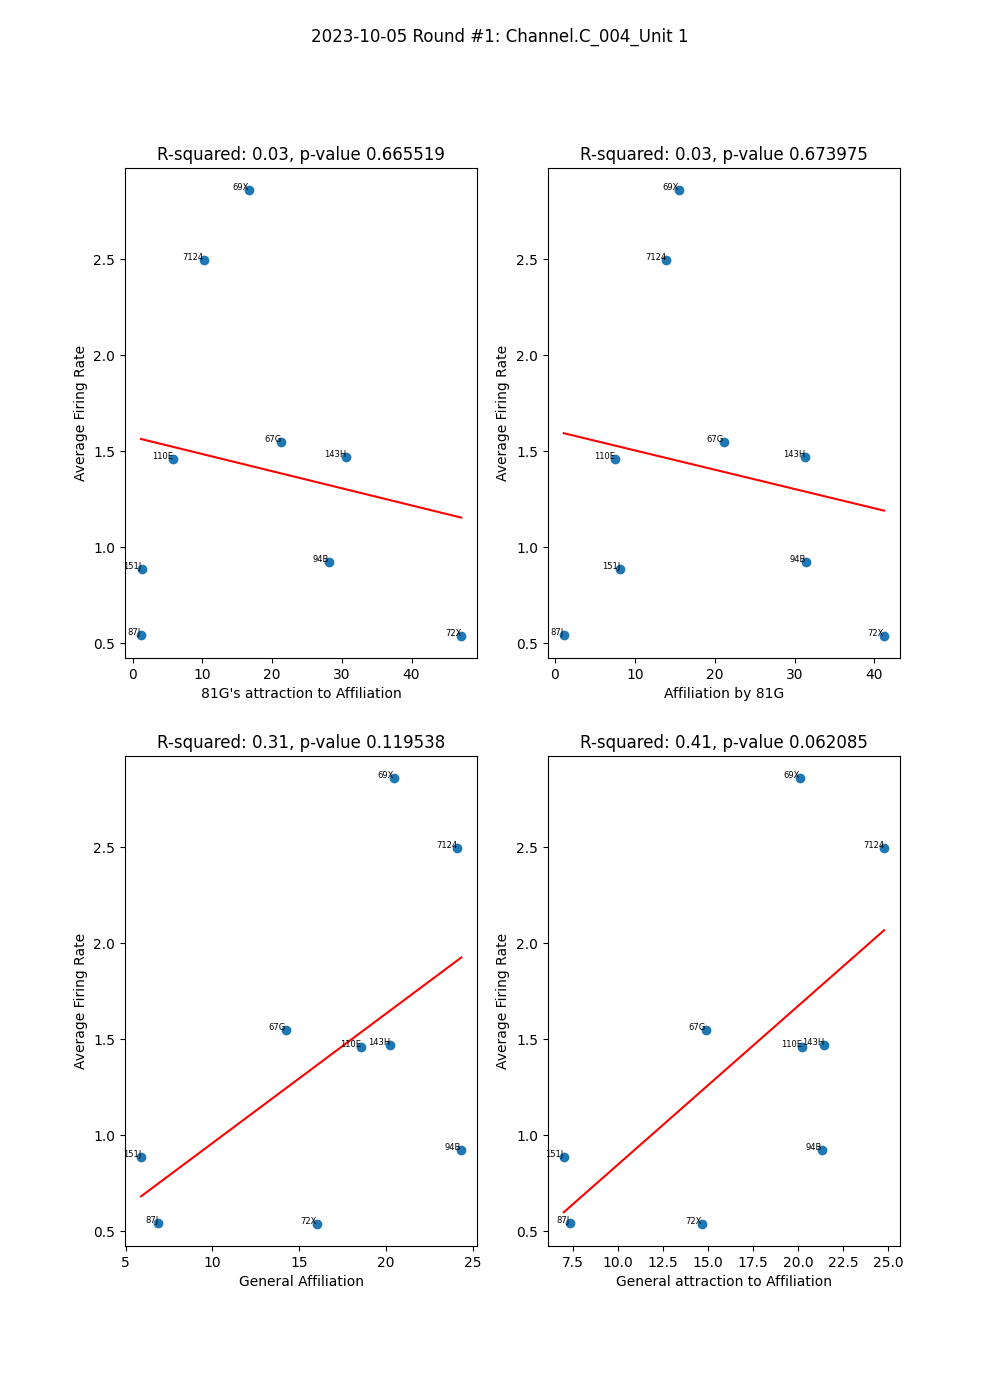 2023-10-05 Round #1: Channel.C_004_Unit 1
R-squared: 0.03, p-value 0.665519
69X
7124
67G
143H
110E
94B
151J
87J
72X
2.5
2.0
1.5
1.0
0.5
Average Firing Rate
0 10 20 30 40
81G's attraction to Affiliation
R-squared: 0.03, p-value 0.673975
69X
7124
67G
143H
110E
94B
151J
87J
72X
2.5
2.0
1.5
1.0
0.5
Average Firing Rate
0 10 20 30 40
Affiliation by 81G
R-squared: 0.31, p-value 0.119538
69X
7124
67G
110E 143H
94B
151J
87J
72X
2.5
2.0
1.5
1.0
0.5
Average Firing Rate
5 10 15 20 25
General Affiliation
R-squared: 0.41, p-value 0.062085
69X
7124
67G
110E 143H
94B
151J
87J
72X
2.5
2.0
1.5
1.0
0.5
Average Firing Rate
7.5 10.0 12.5 15.0 17.5 20.0 22.5 25.0
General attraction to Affiliation